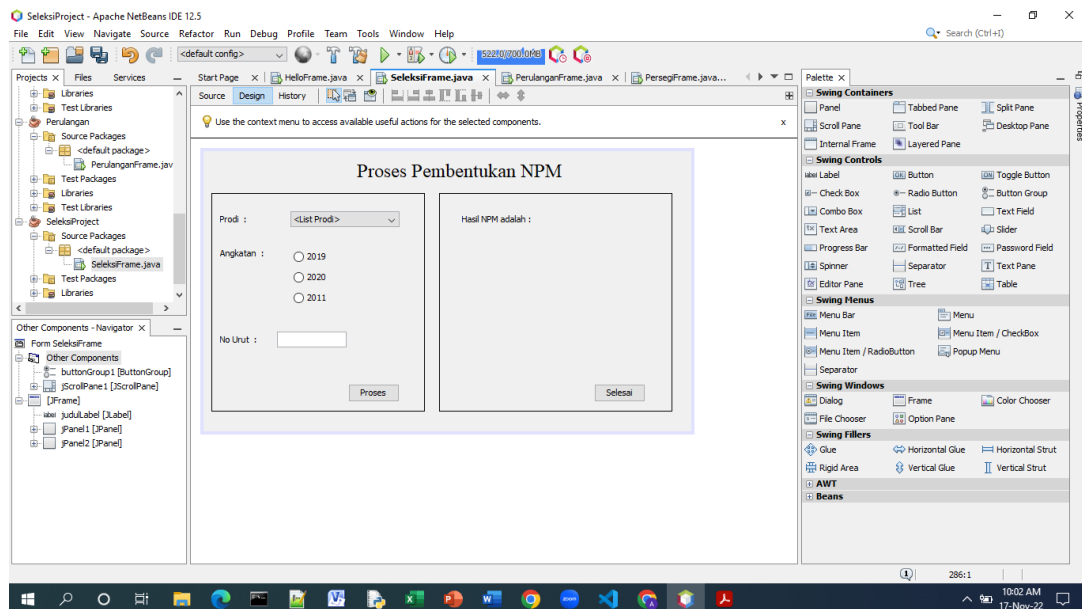 SeleksiProject - Apache NetBeans IDE 12.5
File Edit View Navigate Source Refactor Run Debug Profile Team Tools Window Help
Search (Ctrl+I)
<default config>
522.0/700.0MB
Projects
Files
Services
Libraries
Test Libraries
Perulangan
Source Packages
<default package>
PerulanganFrame.jav
Test Packages
Libraries
Test Libraries
SeleksiProject
Source Packages
<default package>
SeleksiFrame.java
Test Packages
Libraries
Other Components - Navigator
Form SeleksiFrame
Other Components
buttonGroup1 [ButtonGroup]
jScrollPane1 [JScrollPane]
[JFrame]
judulLabel [JLabel]
jPanel1 [JPanel]
jPanel2 [JPanel]
Start Page
HelloFrame.java
SeleksiFrame.java
PerulanganFrame.java
PersegiFrame.java...
Source Design History
Use the context menu to access available useful actions for the selected components.
Proses Pembentukan NPM
Prodi :
<List Prodi>
Angkatan :
2019
2020
2011
No Urut :
Proses
Hasil NPM adalah :
Selesai
Palette
Swing Containers
Panel Tabbed Pane Split Pane
Scroll Pane Tool Bar Desktop Pane
Internal Frame Layered Pane
Swing Controls
label Label OK Button ON Toggle Button
Check Box Radio Button Button Group
Combo Box List Text Field
Text Area Scroll Bar Slider
Progress Bar Formatted Field Password Field
Spinner Separator Text Pane
Editor Pane Tree Table
Swing Menus
Menu Bar Menu
Menu Item Menu Item / CheckBox
Menu Item / RadioButton Popup Menu
Separator
Swing Windows
Dialog Frame Color Chooser
File Chooser Option Pane
Swing Fillers
Glue Horizontal Glue Horizontal Strut
Rigid Area Vertical Glue Vertical Strut
AWT
Beans
Properties
286:1
10:02 AM
17-Nov-22